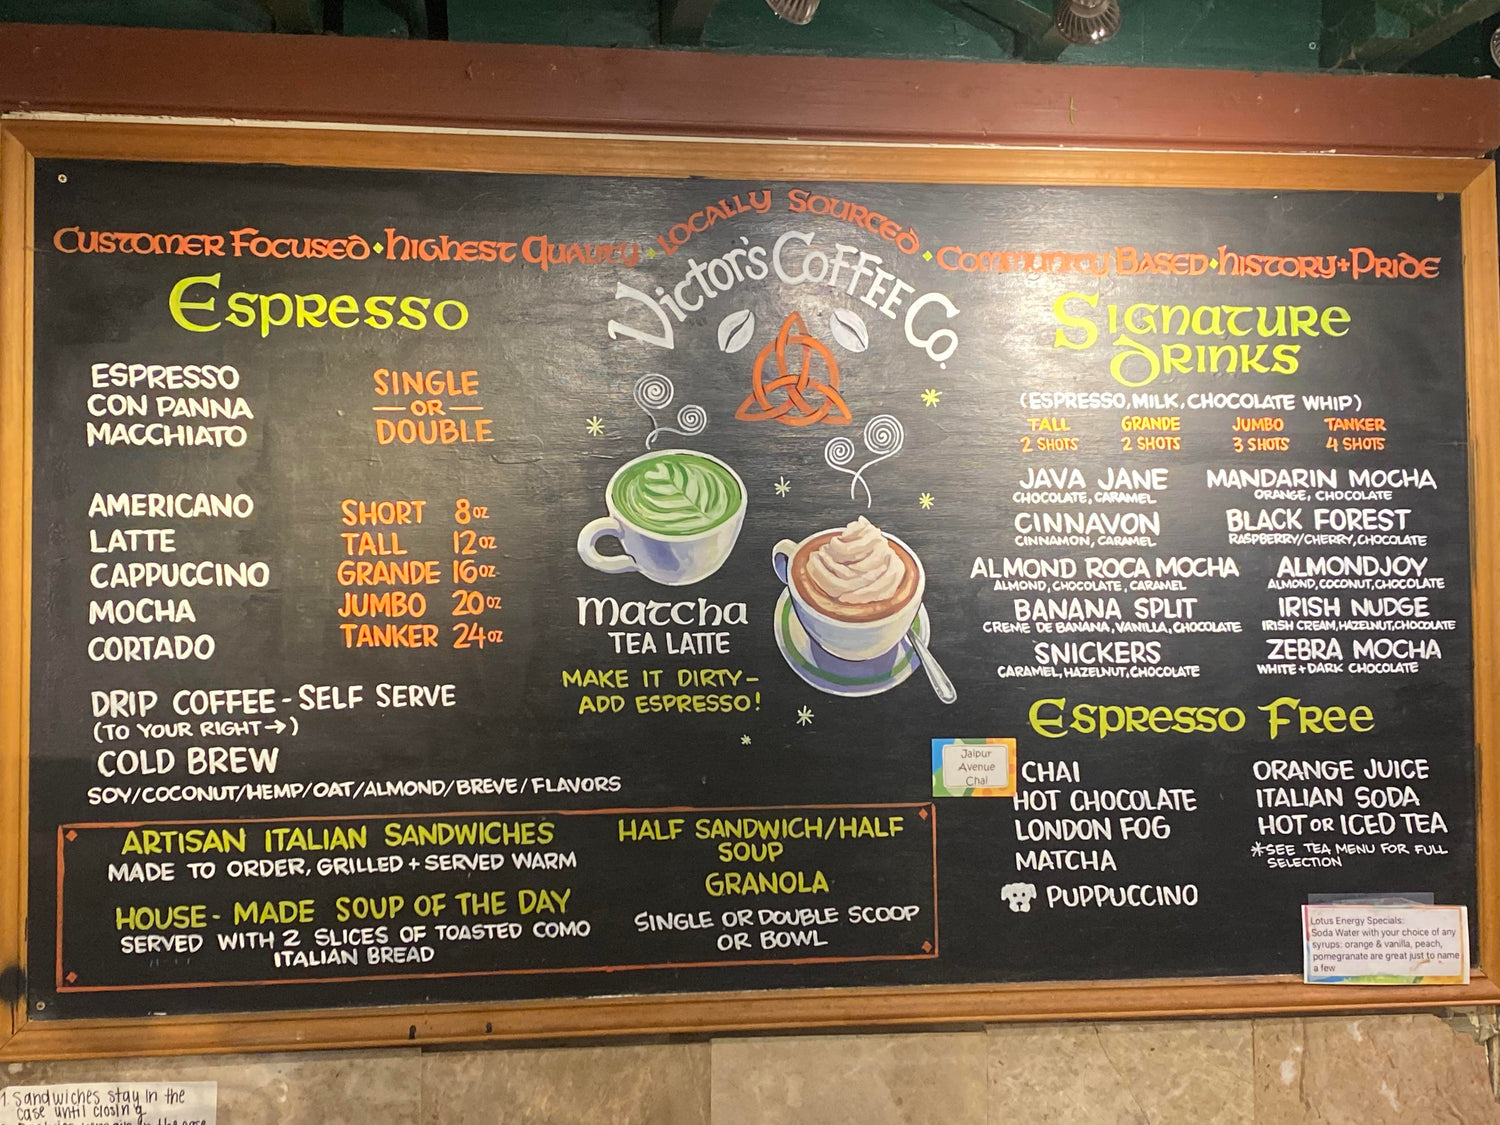 Customer Focused • Highest Quality • Locally Sourced • Community Based • History + Pride
Victor's Coffee Co.
Espresso
ESPRESSO
CON PANNA
MACCHIATO
SINGLE
— OR —
DOUBLE
AMERICANO
LATTE
CAPPUCCINO
MOCHA
CORTADO
SHORT 8oz
TALL 12oz
GRANDE 16oz
JUMBO 20oz
TANKER 24oz
DRIP COFFEE - SELF SERVE
(TO YOUR RIGHT →)
COLD BREW
SOY/COCONUT/HEMP/OAT/ALMOND/BREVE/FLAVORS
Matcha
TEA LATTE
MAKE IT DIRTY –
ADD ESPRESSO!
ARTISAN ITALIAN SANDWICHES
MADE TO ORDER, GRILLED + SERVED WARM
HOUSE - MADE SOUP OF THE DAY
SERVED WITH 2 SLICES OF TOASTED COMO
ITALIAN BREAD
HALF SANDWICH/HALF
SOUP
GRANOLA
SINGLE OR DOUBLE SCOOP
OR BOWL
Signature
Drinks
(ESPRESSO, MILK, CHOCOLATE WHIP)
TALL GRANDE JUMBO TANKER
2 SHOTS 2 SHOTS 3 SHOTS 4 SHOTS
JAVA JANE
CHOCOLATE, CARAMEL
CINNAVON
CINNAMON, CARAMEL
ALMOND ROCA MOCHA
ALMOND, CHOCOLATE, CARAMEL
BANANA SPLIT
CREME DE BANANA, VANILLA, CHOCOLATE
SNICKERS
CARAMEL, HAZELNUT, CHOCOLATE
MANDARIN MOCHA
ORANGE, CHOCOLATE
BLACK FOREST
RASPBERRY/CHERRY, CHOCOLATE
ALMONDJOY
ALMOND, COCONUT, CHOCOLATE
IRISH NUDGE
IRISH CREAM, HAZELNUT, CHOCOLATE
ZEBRA MOCHA
WHITE + DARK CHOCOLATE
Espresso Free
Jaipur
Avenue
Chai
CHAI
HOT CHOCOLATE
LONDON FOG
MATCHA
PUPPUCCINO
ORANGE JUICE
ITALIAN SODA
HOT OR ICED TEA
*SEE TEA MENU FOR FULL
SELECTION
Lotus Energy Specials:
Soda Water with your choice of any
syrups: orange & vanilla, peach,
pomegranate are great just to name
a few
1. Sandwiches stay in the
case until closing